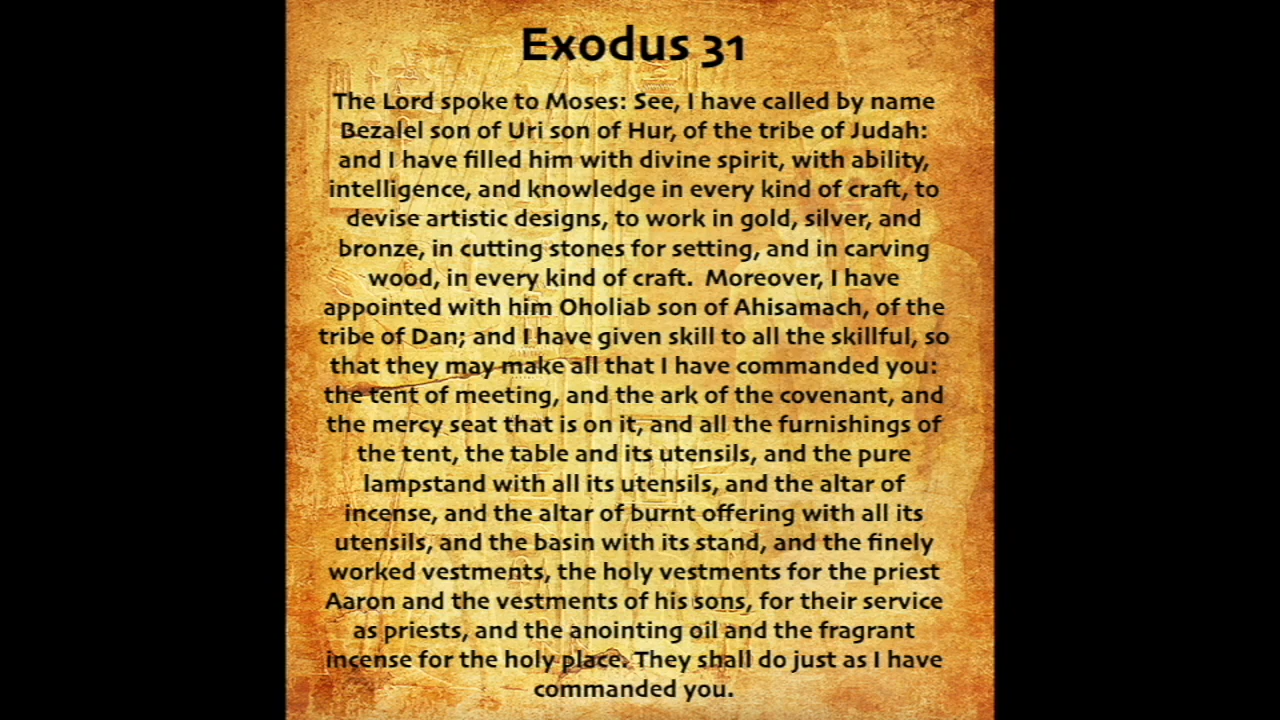 Exodus 31
The Lord spoke to Moses: See, I have called by name
Bezalel son of Uri son of Hur, of the tribe of Judah:
and I have filled him with divine spirit, with ability,
intelligence, and knowledge in every kind of craft, to
devise artistic designs, to work in gold, silver, and
bronze, in cutting stones for setting, and in carving
wood, in every kind of craft.  Moreover, I have
appointed with him Oholiab son of Ahisamach, of the
tribe of Dan; and I have given skill to all the skillful, so
that they may make all that I have commanded you:
the tent of meeting, and the ark of the covenant, and
the mercy seat that is on it, and all the furnishings of
the tent, the table and its utensils, and the pure
lampstand with all its utensils, and the altar of
incense, and the altar of burnt offering with all its
utensils, and the basin with its stand, and the finely
worked vestments, the holy vestments for the priest
Aaron and the vestments of his sons, for their service
as priests, and the anointing oil and the fragrant
incense for the holy place. They shall do just as I have
commanded you.